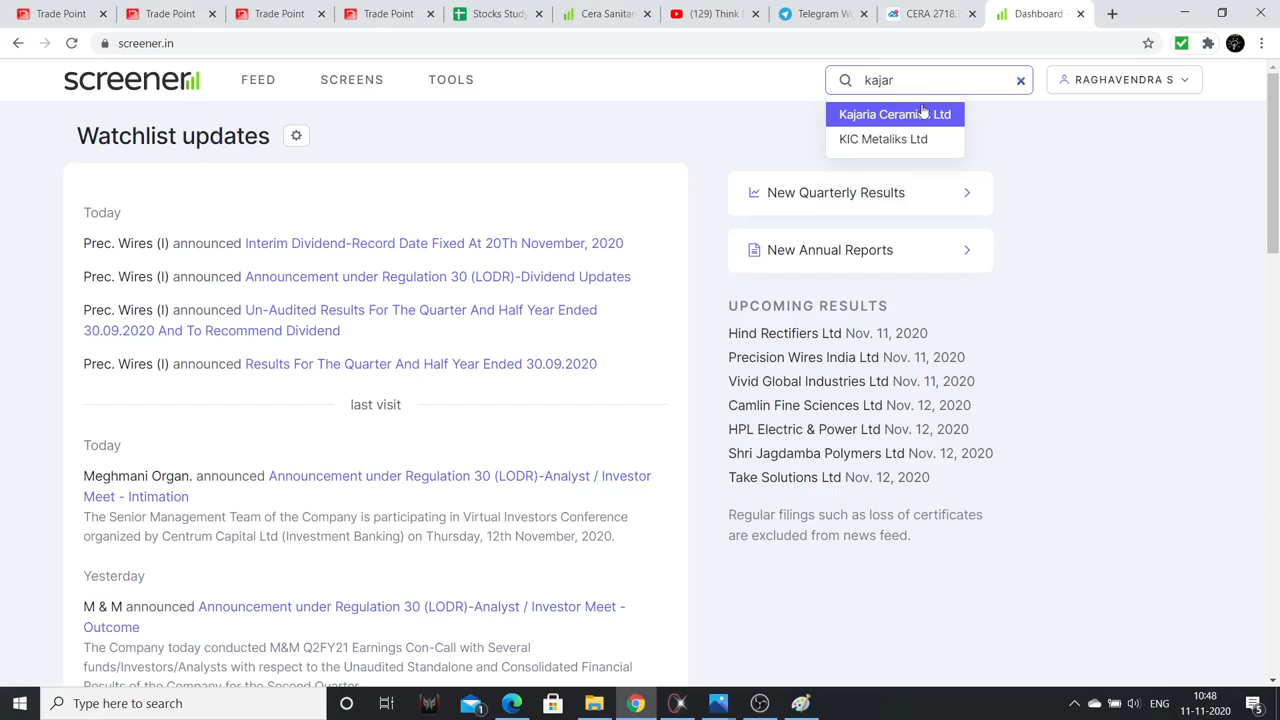 Trade Point
Trade Point
Trade Point
Trade Point
Stocks Study
Cera Sanitar
(129) Think
Telegram W
CERA 2718.
Dashboard -
screener.in
screener
FEED
SCREENS
TOOLS
kajar
RAGHAVENDRA S
Kajaria Ceramics Ltd
KIC Metaliks Ltd
Watchlist updates
Today
Prec. Wires (I) announced Interim Dividend-Record Date Fixed At 20Th November, 2020
Prec. Wires (I) announced Announcement under Regulation 30 (LODR)-Dividend Updates
Prec. Wires (I) announced Un-Audited Results For The Quarter And Half Year Ended
30.09.2020 And To Recommend Dividend
Prec. Wires (I) announced Results For The Quarter And Half Year Ended 30.09.2020
last visit
Today
Meghmani Organ. announced Announcement under Regulation 30 (LODR)-Analyst / Investor
Meet - Intimation
The Senior Management Team of the Company is participating in Virtual Investors Conference
organized by Centrum Capital Ltd (Investment Banking) on Thursday, 12th November, 2020.
Yesterday
M & M announced Announcement under Regulation 30 (LODR)-Analyst / Investor Meet -
Outcome
The Company today conducted M&M Q2FY21 Earnings Con-Call with Several
funds/Investors/Analysts with respect to the Unaudited Standalone and Consolidated Financial
Results of the Company for the Second Quarter
New Quarterly Results
New Annual Reports
UPCOMING RESULTS
Hind Rectifiers Ltd Nov. 11, 2020
Precision Wires India Ltd Nov. 11, 2020
Vivid Global Industries Ltd Nov. 11, 2020
Camlin Fine Sciences Ltd Nov. 12, 2020
HPL Electric & Power Ltd Nov. 12, 2020
Shri Jagdamba Polymers Ltd Nov. 12, 2020
Take Solutions Ltd Nov. 12, 2020
Regular filings such as loss of certificates
are excluded from news feed.
Type here to search
1
ENG
10:48
11-11-2020
5